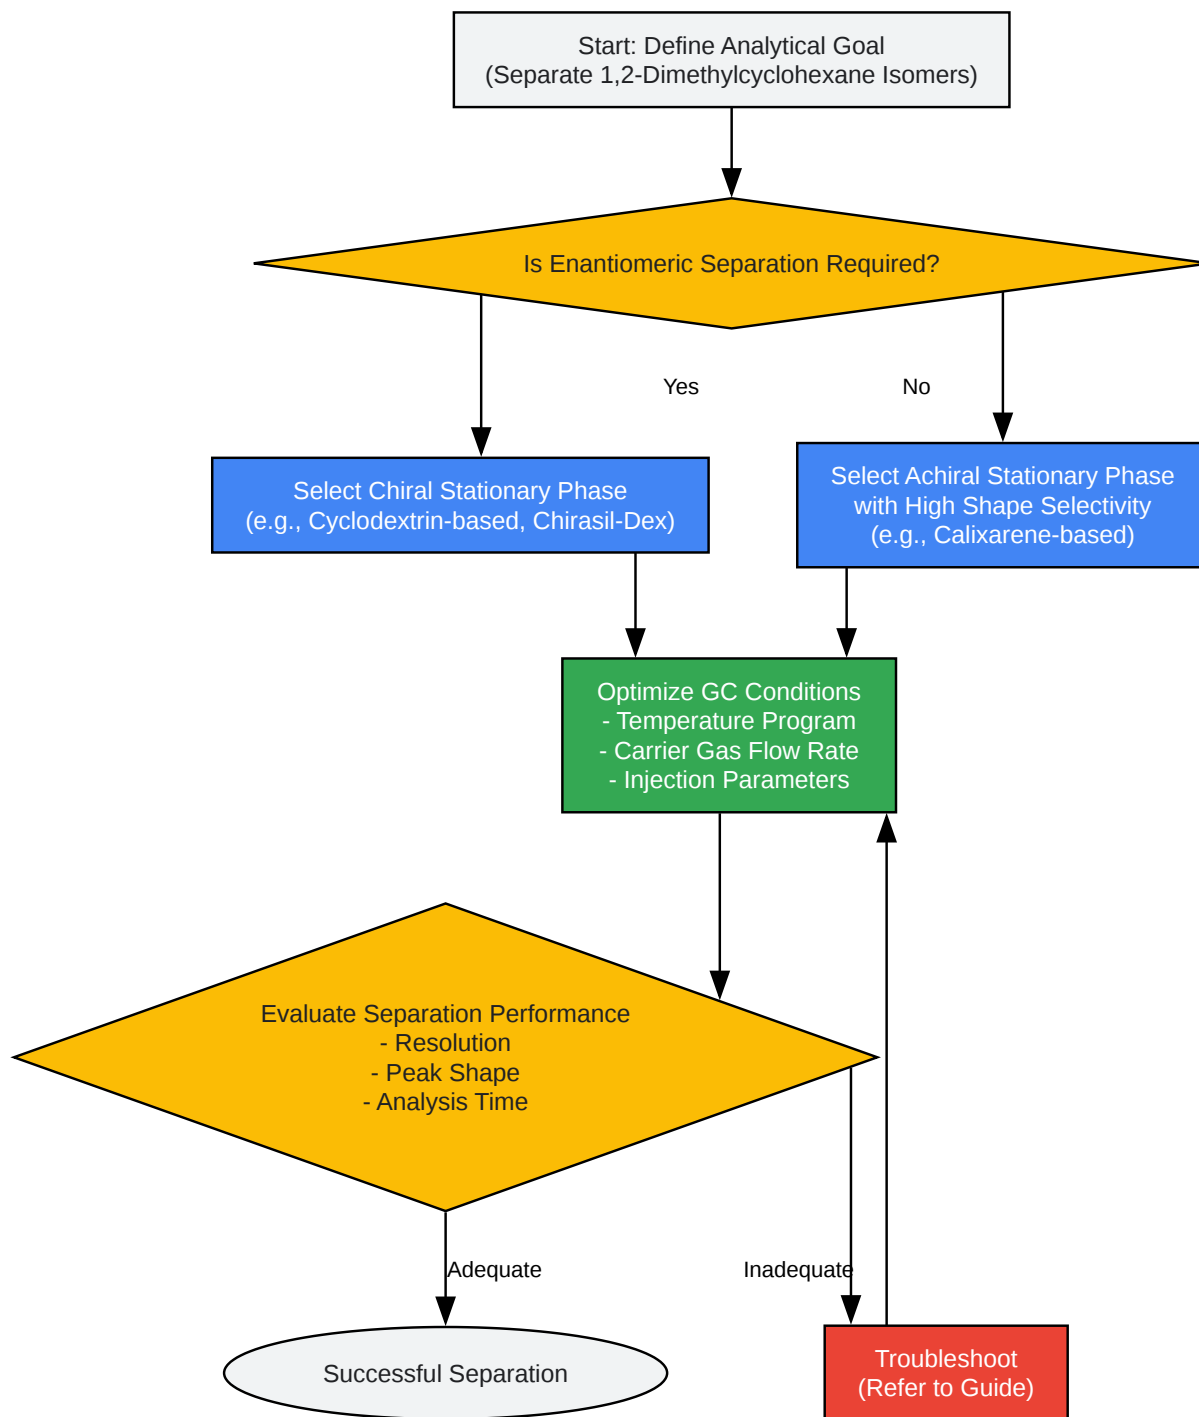 Start: Define Analytical Goal
(Separate 1,2-Dimethylcyclohexane Isomers)
Is Enantiomeric Separation Required?
Yes
No
Select Chiral Stationary Phase
(e.g., Cyclodextrin-based, Chirasil-Dex)
Select Achiral Stationary Phase
with High Shape Selectivity
(e.g., Calixarene-based)
Optimize GC Conditions
- Temperature Program
- Carrier Gas Flow Rate
- Injection Parameters
Evaluate Separation Performance
- Resolution
- Peak Shape
- Analysis Time
Adequate
Inadequate
Successful Separation
Troubleshoot
(Refer to Guide)